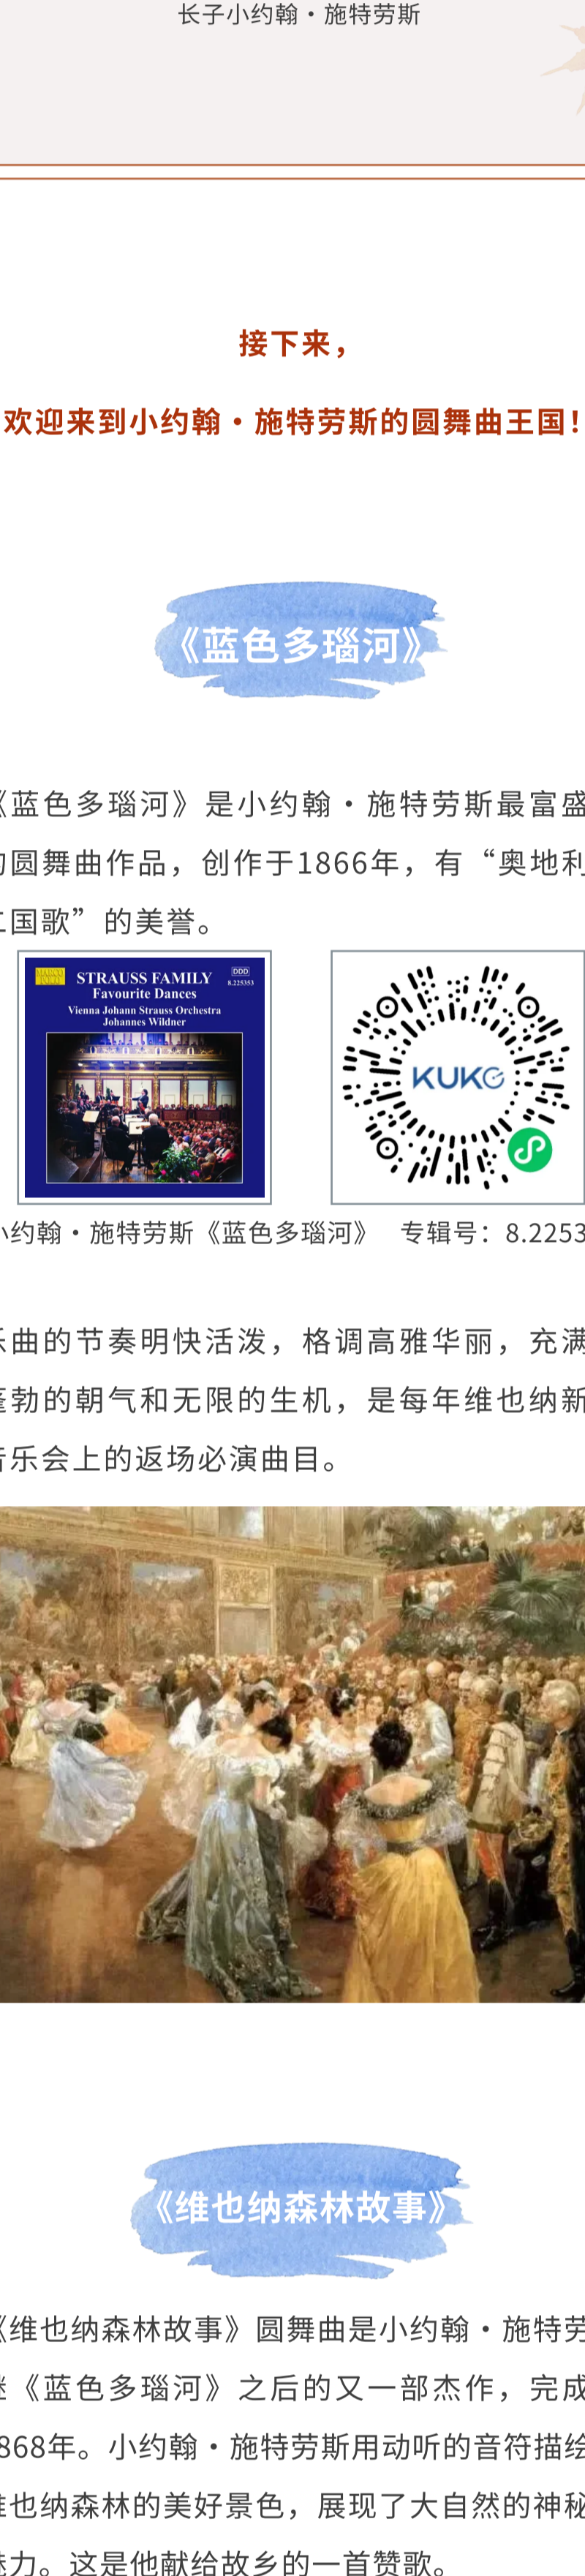 长子小约翰·施特劳斯
接下来，
欢迎来到小约翰·施特劳斯的圆舞曲王国！
《蓝色多瑙河》
《蓝色多瑙河》是小约翰·施特劳斯最富盛
的圆舞曲作品，创作于1866年，有“奥地利
二国歌”的美誉。
MARCO POLO
STRAUSS FAMILY
DDD
Favourite Dances
8.225353
Vienna Johann Strauss Orchestra
Johannes Wildner
KUKE
小约翰·施特劳斯《蓝色多瑙河》 专辑号：8.2253
乐曲的节奏明快活泼，格调高雅华丽，充满
蓬勃的朝气和无限的生机，是每年维也纳新
音乐会上的返场必演曲目。
《维也纳森林故事》
《维也纳森林故事》圆舞曲是小约翰·施特劳
继《蓝色多瑙河》之后的又一部杰作，完成
868年。小约翰·施特劳斯用动听的音符描绘
维也纳森林的美好景色，展现了大自然的神秘
魅力。这是他献给故乡的一首赞歌。